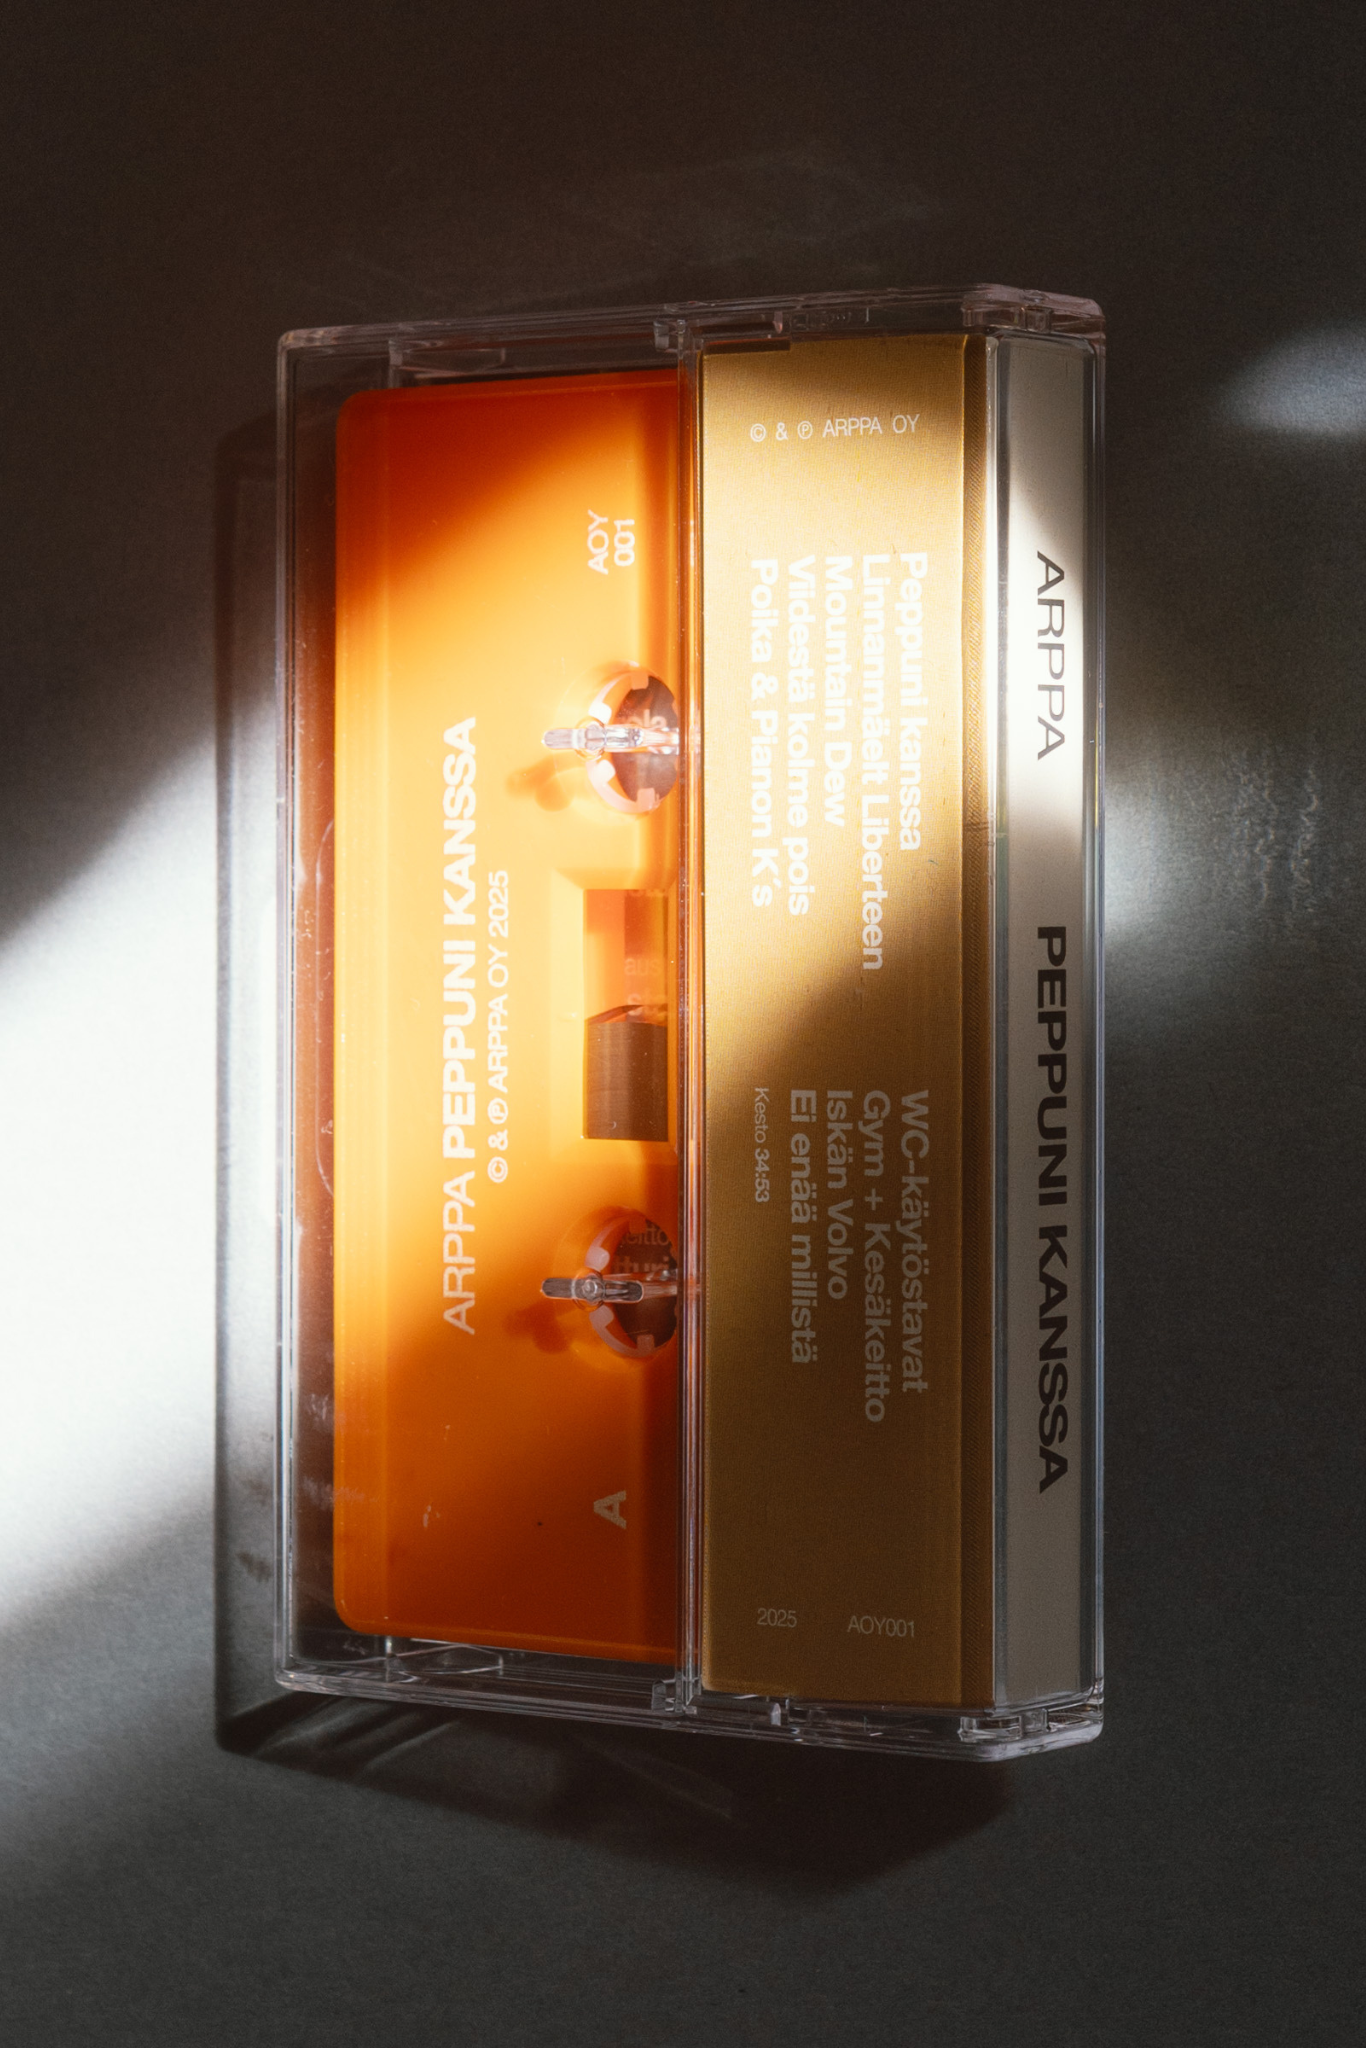 ARPPA PEPPUNI KANSSA
© & ℗ ARPPA OY 2025
AOY
001
A
© & ℗ ARPPA OY
Peppuni kanssa
Linnanmäelt Liberteen
Mountain Dew
Viidestä kolme pois
Poika & Pianon K's
WC-käytöstavat
Gym + Kesäkeitto
Iskän Volvo
Ei enää millistä
Kesto 34:53
2025
AOY001
ARPPA
PEPPUNI KANSSA